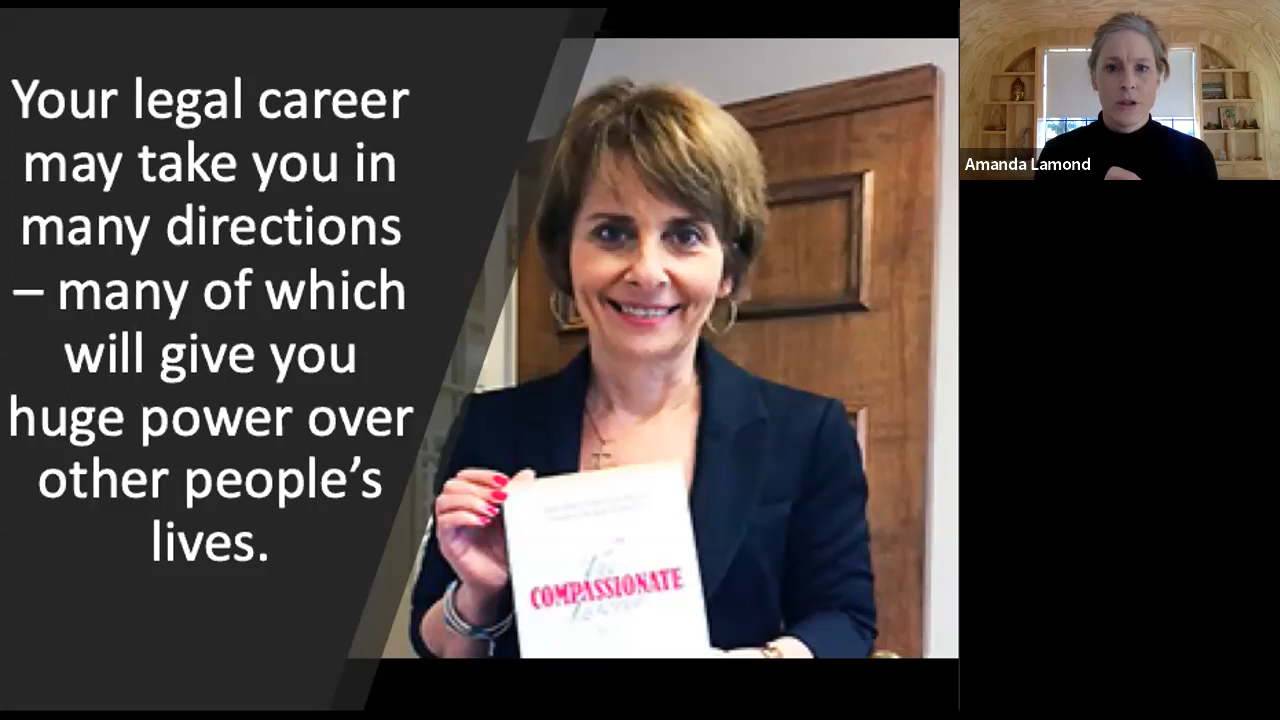 Your legal career
may take you in
many directions
– many of which
will give you
huge power over
other people’s
lives.
COMPASSIONATE
Amanda Lamond